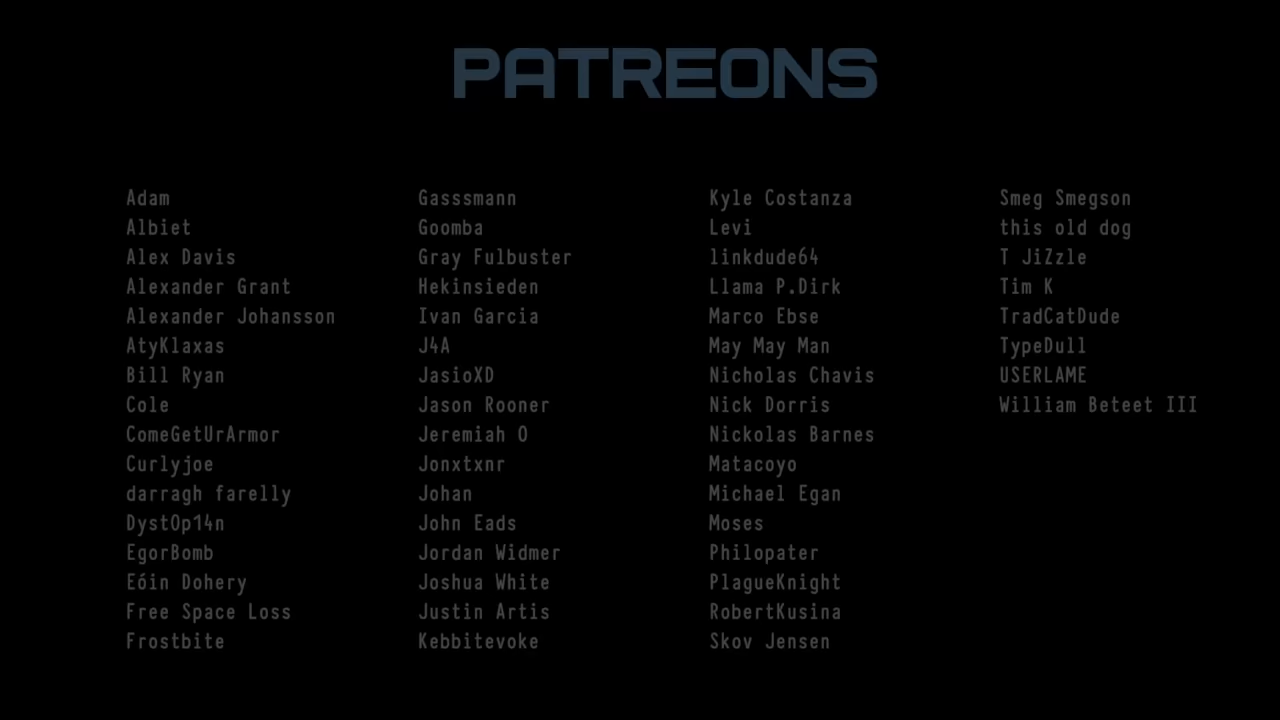 PATREONS
Adam
Albiet
Alex Davis
Alexander Grant
Alexander Johansson
AtyKlaxas
Bill Ryan
Cole
ComeGetUrArmor
Curlyjoe
darragh farelly
DystOp14n
EgorBomb
Eóin Dohery
Free Space Loss
Frostbite
Gasssmann
Goomba
Gray Fulbuster
Hekinsieden
Ivan Garcia
J4A
JasioXD
Jason Rooner
Jeremiah O
Jonxtxnr
Johan
John Eads
Jordan Widmer
Joshua White
Justin Artis
Kebbitevoke
Kyle Costanza
Levi
linkdude64
Llama P.Dirk
Marco Ebse
May May Man
Nicholas Chavis
Nick Dorris
Nickolas Barnes
Matacoyo
Michael Egan
Moses
Philopater
PlagueKnight
RobertKusina
Skov Jensen
Smeg Smegson
this old dog
T JiZzle
Tim K
TradCatDude
TypeDull
USERLAME
William Beteet III